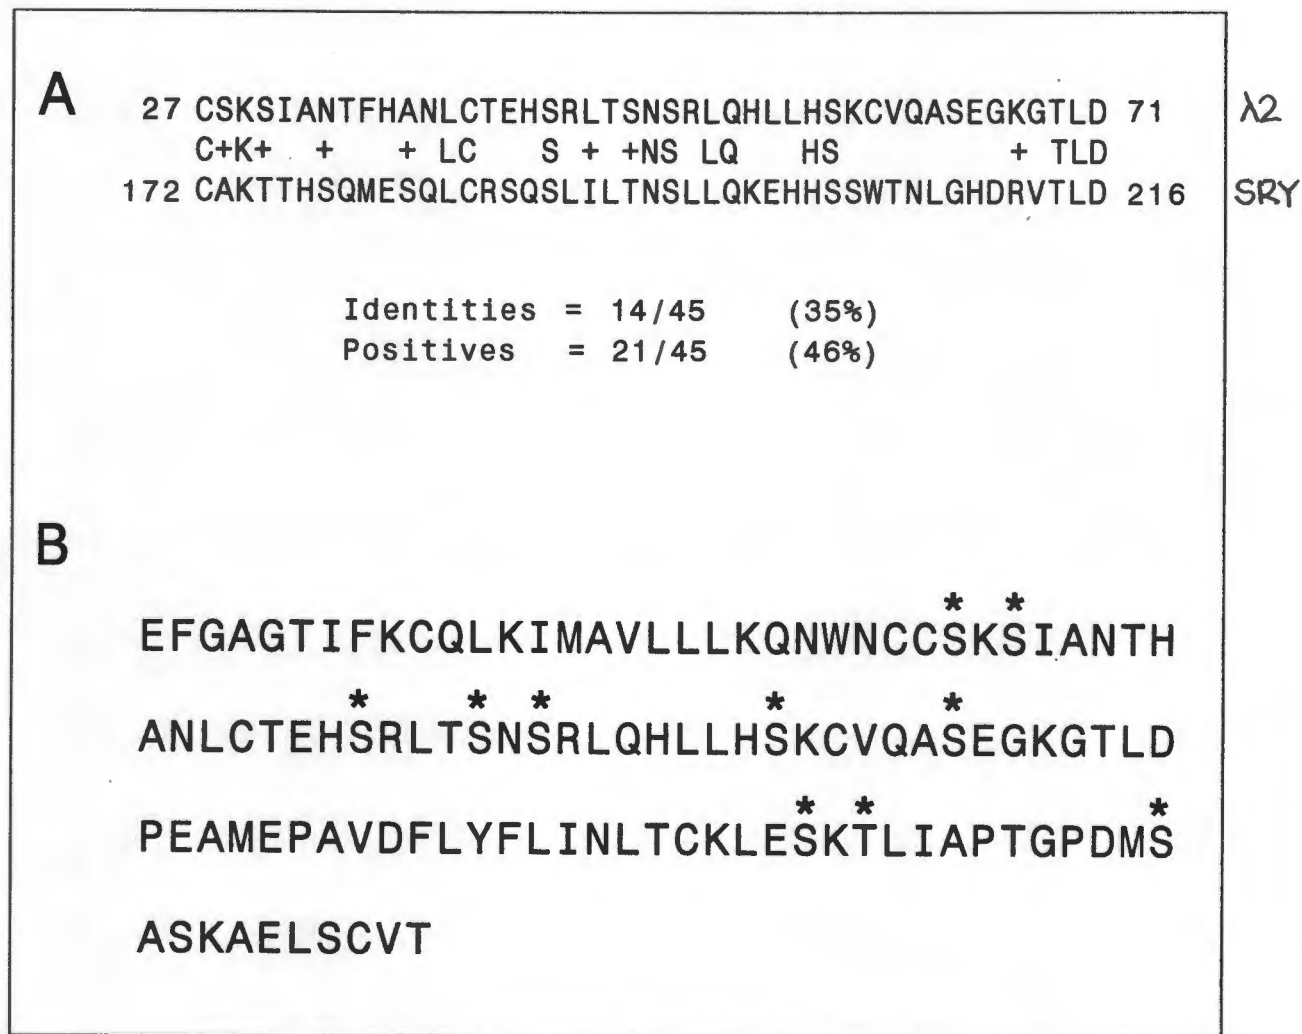 A
27 CSKSIANTFHANLCTEHSRLTSNSRLQHLLHSKCVQASEGKGTLD 71 λ2
C+K+ + + LC S + +NS LQ HS + TLD
172 CAKTTHSQMESQLCRSQSLILTNSLLQKEHHSSWTNLGHDRVTLD 216 SRY
Identities = 14/45 (35%)
Positives = 21/45 (46%)
B
* *
EFGAGTIFKCQLKIMAVLLLKQNWNCCSKSIANTH
* * * * *
ANLCTEHSRLTSNSRLQHLLHSKCVQASEGKGTLD
* * *
PEAMEPAVDFLYFLINLTCKLESKTLIAPTGPDMS
ASKAELSCVT